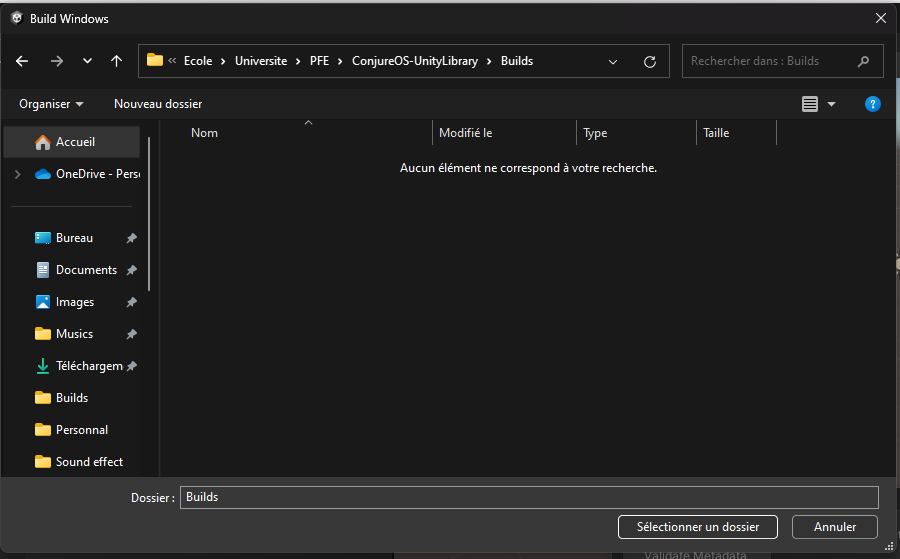 Build Windows
« Ecole > Universite > PFE > ConjureOS-UnityLibrary > Builds
Rechercher dans : Builds
Organiser
Nouveau dossier
?
Nom
Modifié le
Type
Taille
Aucun élément ne correspond à votre recherche.
Accueil
OneDrive - Perso
Bureau
Documents
Images
Musics
Téléchargem
Builds
Personnal
Sound effect
Dossier :
Builds
Sélectionner un dossier
Annuler
Validate Metadata